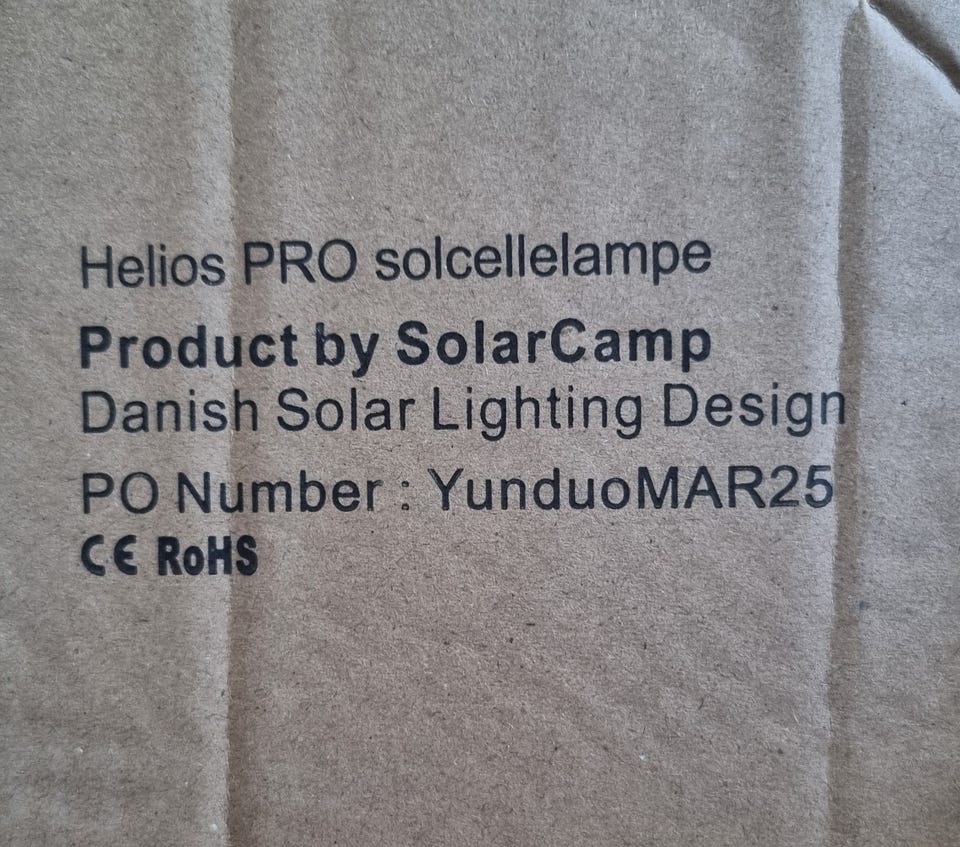 Helios PRO solcellelampe
Product by SolarCamp
Danish Solar Lighting Design
PO Number : YunduoMAR25
CE RoHS